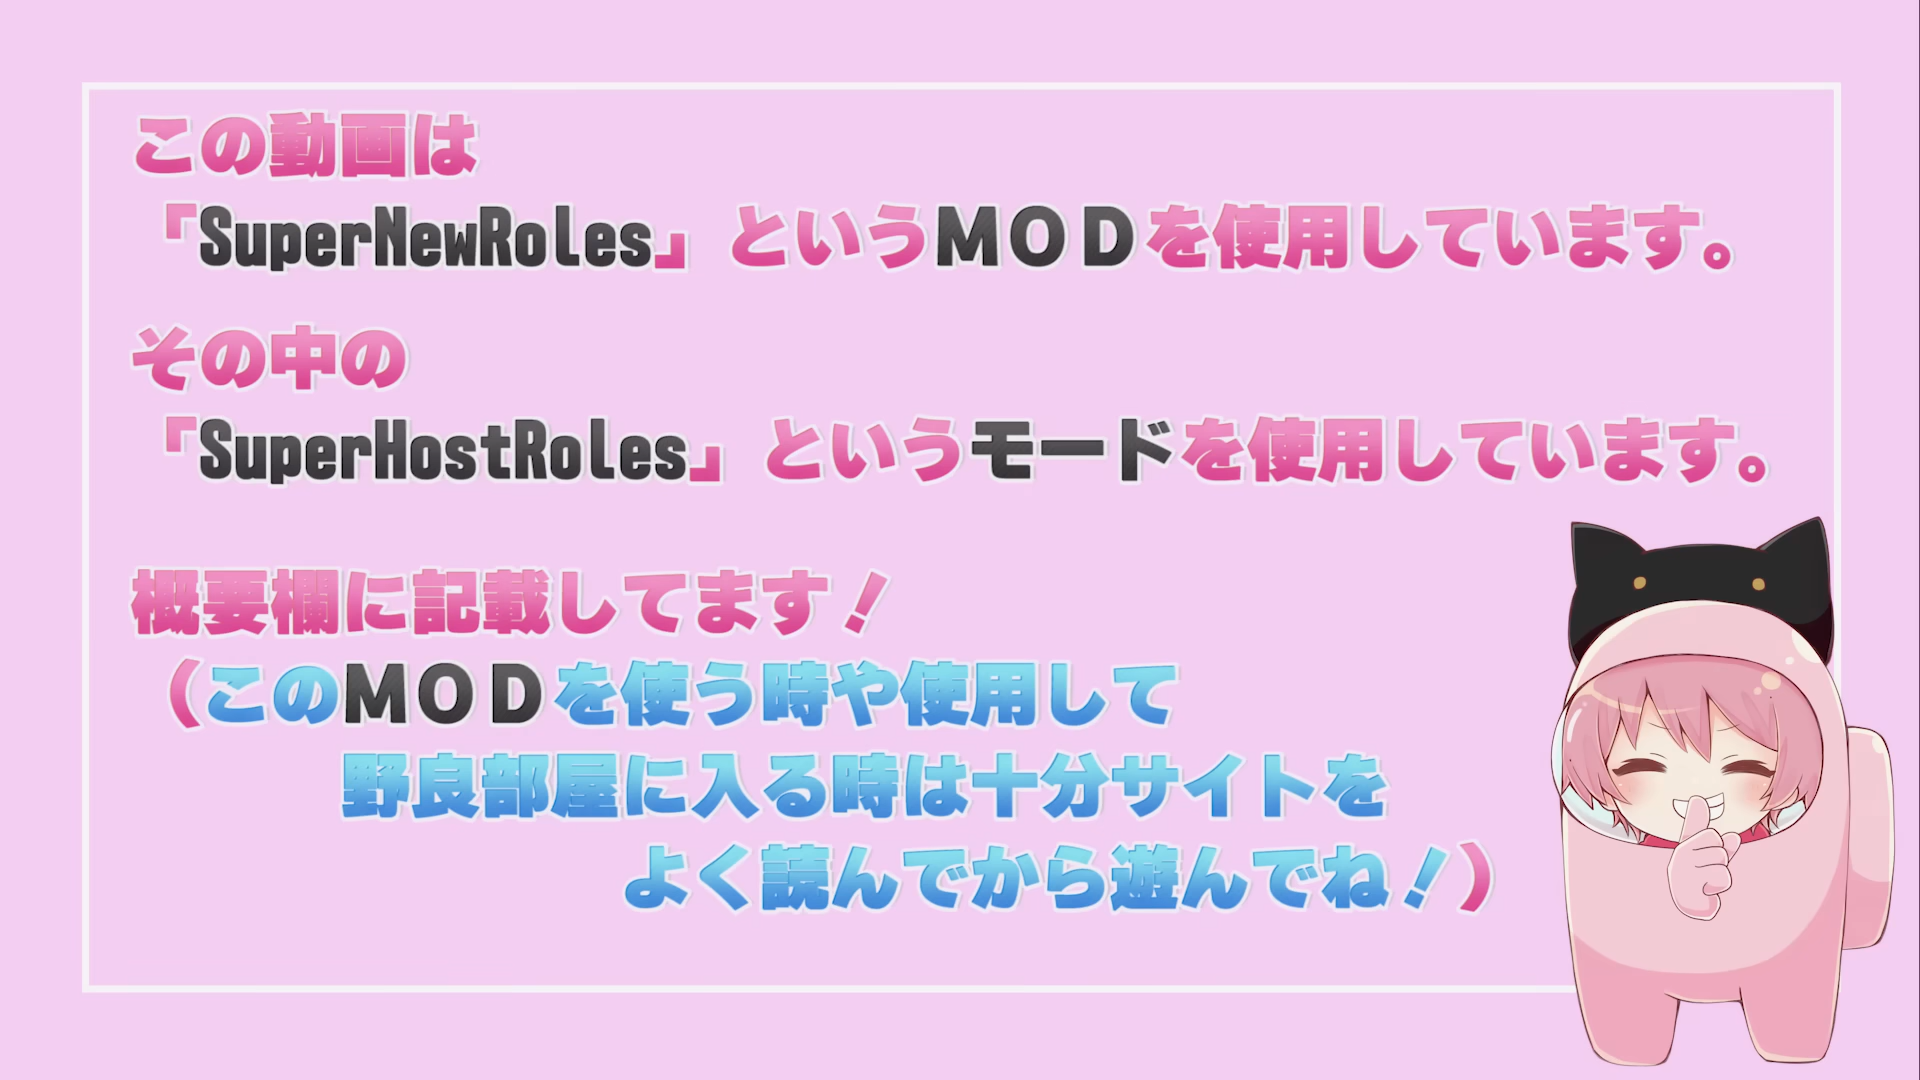 この動画は
「SuperNewRoles」というMODを使用しています。
その中の
「SuperHostRoles」というモードを使用しています。
概要欄に記載してます！
（このMODを使う時や使用して
野良部屋に入る時は十分サイトを
よく読んでから遊んでね！）